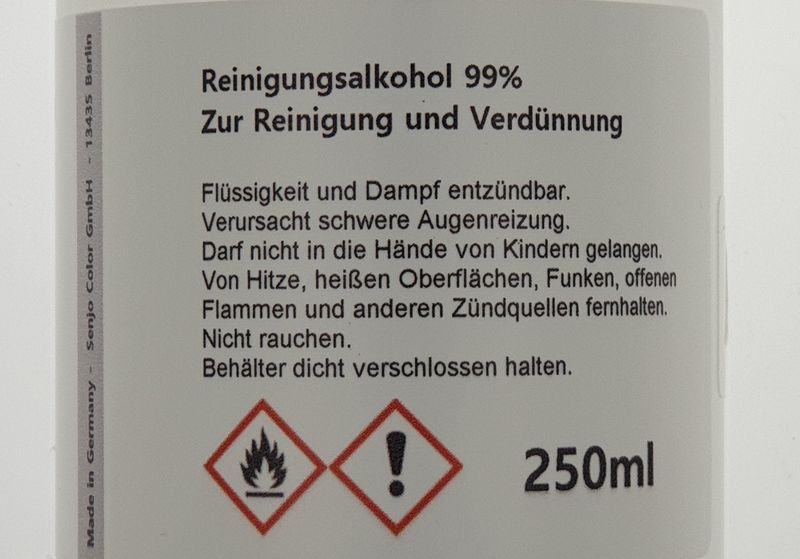 Reinigungsalkohol 99%
Zur Reinigung und Verdünnung
Flüssigkeit und Dampf entzündbar.
Verursacht schwere Augenreizung.
Darf nicht in die Hände von Kindern gelangen.
Von Hitze, heißen Oberflächen, Funken, offenen
Flammen und anderen Zündquellen fernhalten.
Nicht rauchen.
Behälter dicht verschlossen halten.
250ml
Made in Germany - Senjo Color GmbH - 13435 Berlin